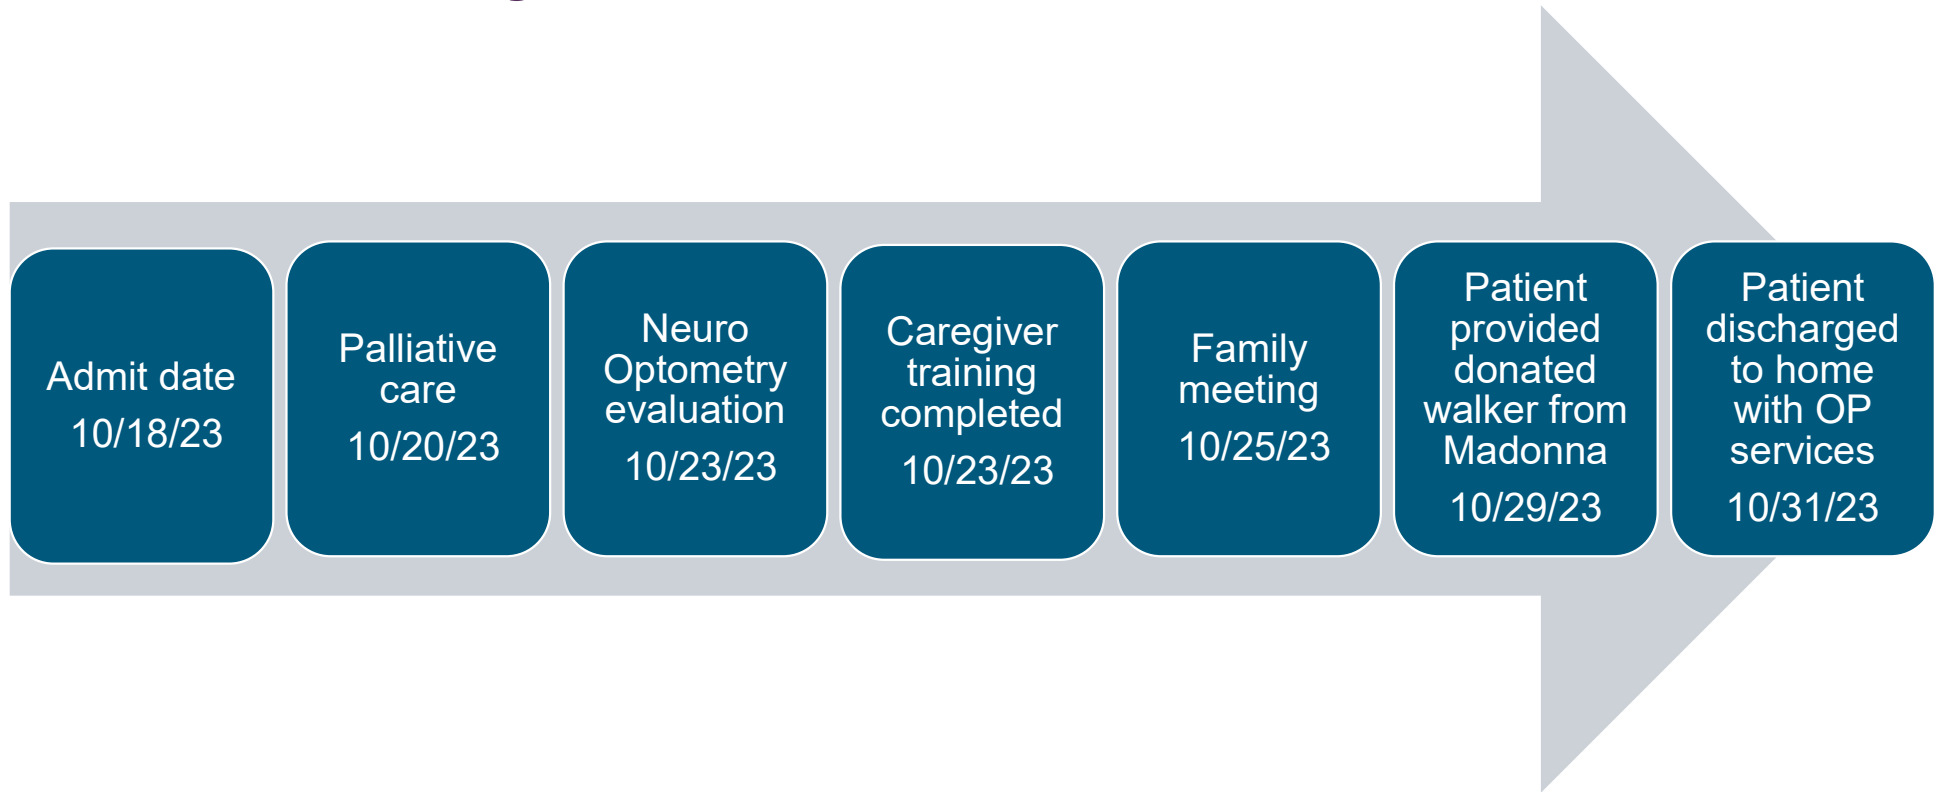 Admit date
10/18/23
Palliative
care
10/20/23
Neuro
Optometry
evaluation
10/23/23
Caregiver
training
completed
10/23/23
Family
meeting
10/25/23
Patient
provided
donated
walker from
Madonna
10/29/23
Patient
discharged
to home
with OP
services
10/31/23